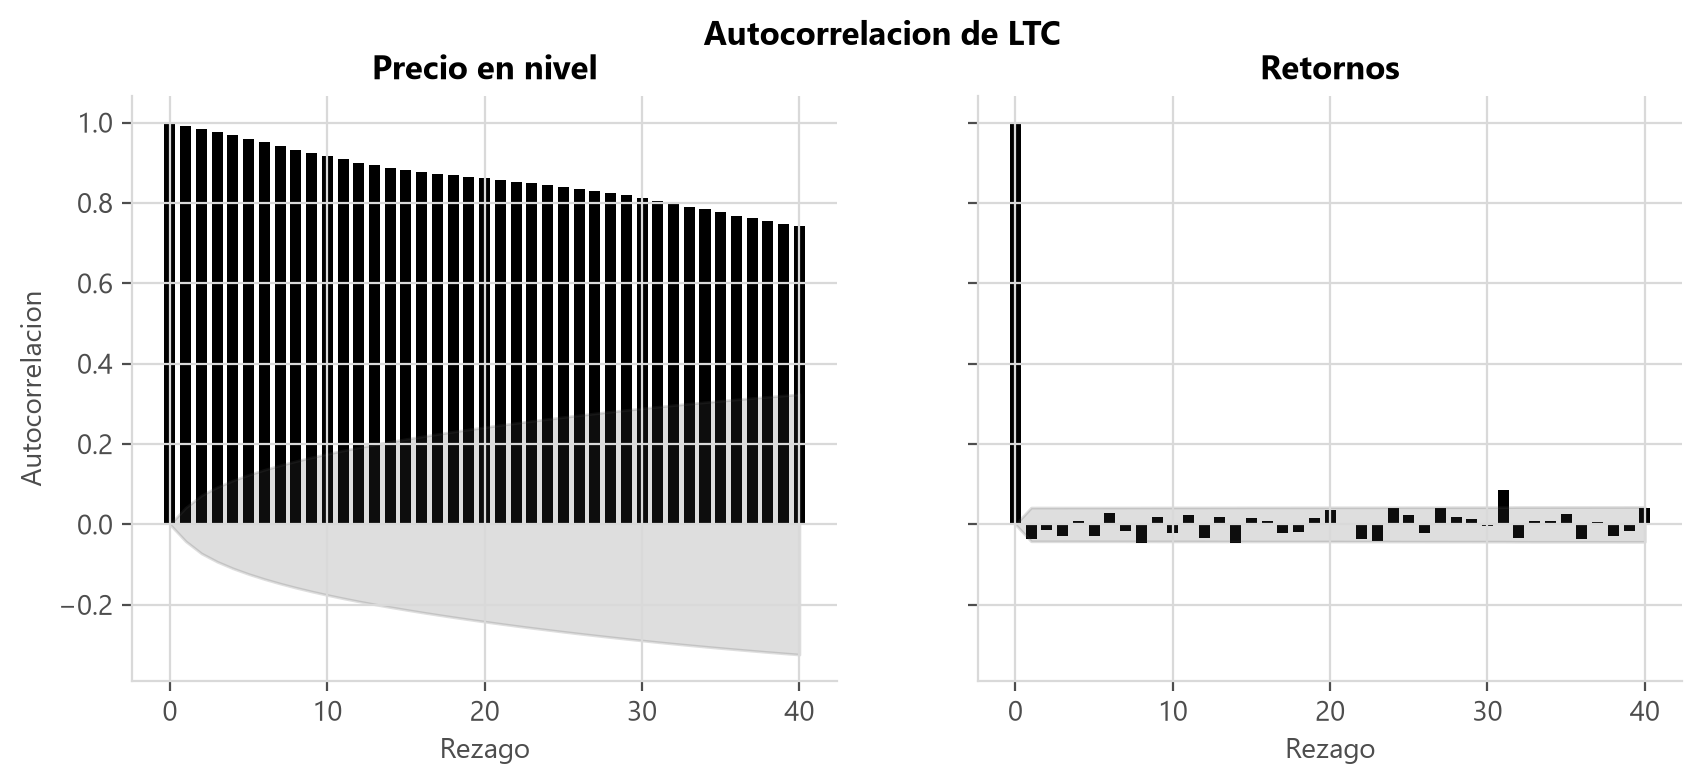 Autocorrelacion de LTC
Precio en nivel
Retornos
Autocorrelacion
1.0
0.8
0.6
0.4
0.2
0.0
−0.2
0 10 20 30 40
Rezago
0 10 20 30 40
Rezago